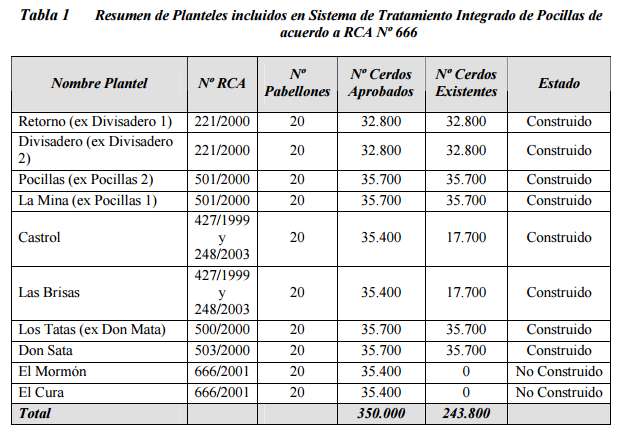 Tabla 1 Resumen de Planteles incluidos en Sistema de Tratamiento Integrado de Pocillas de
acuerdo a RCA Nº 666
Nombre Plantel Nº RCA Nº Pabellones Nº Cerdos Aprobados Nº Cerdos Existentes Estado
Retorno (ex Divisadero 1) 221/2000 20 32.800 32.800 Construido
Divisadero (ex Divisadero 2) 221/2000 20 32.800 32.800 Construido
Pocillas (ex Pocillas 2) 501/2000 20 35.700 35.700 Construido
La Mina (ex Pocillas 1) 501/2000 20 35.700 35.700 Construido
Castrol 427/1999 y 248/2003 20 35.400 17.700 Construido
Las Brisas 427/1999 y 248/2003 20 35.400 17.700 Construido
Los Tatas (ex Don Mata) 500/2000 20 35.700 35.700 Construido
Don Sata 503/2000 20 35.700 35.700 Construido
El Mormón 666/2001 20 35.400 0 No Construido
El Cura 666/2001 20 35.400 0 No Construido
Total 350.000 243.800